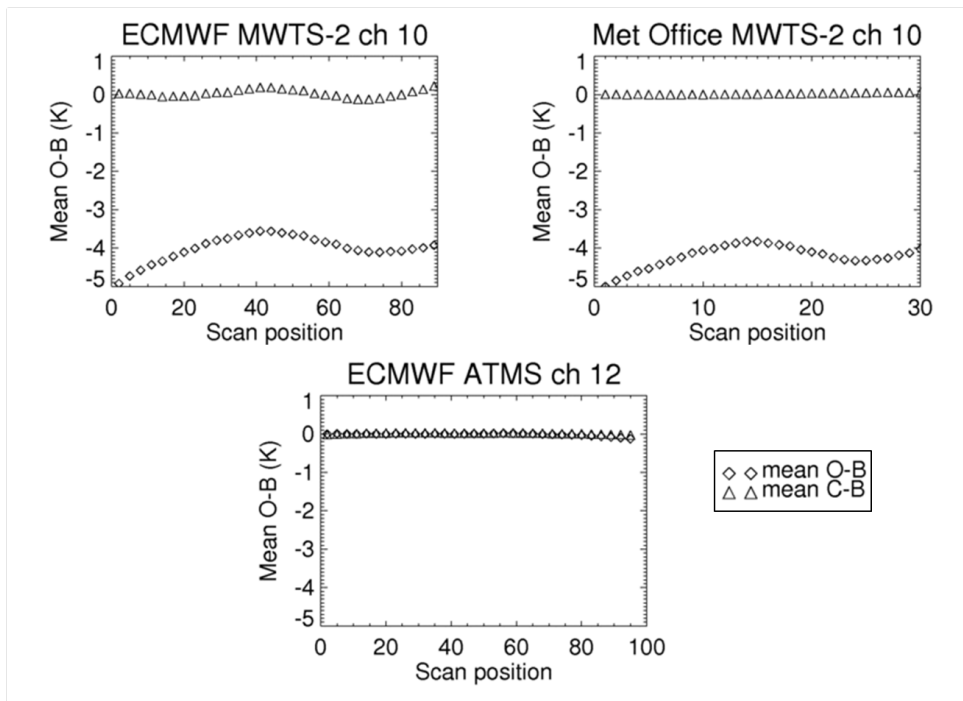 ECMWF MWTS-2 ch 10
1
0
-1
-2
-3
-4
-5
Mean O-B (K)
0 20 40 60 80
Scan position
Met Office MWTS-2 ch 10
1
0
-1
-2
-3
-4
-5
Mean O-B (K)
0 10 20 30
Scan position
ECMWF ATMS ch 12
1
0
-1
-2
-3
-4
-5
Mean O-B (K)
0 20 40 60 80 100
Scan position
mean O-B
mean C-B